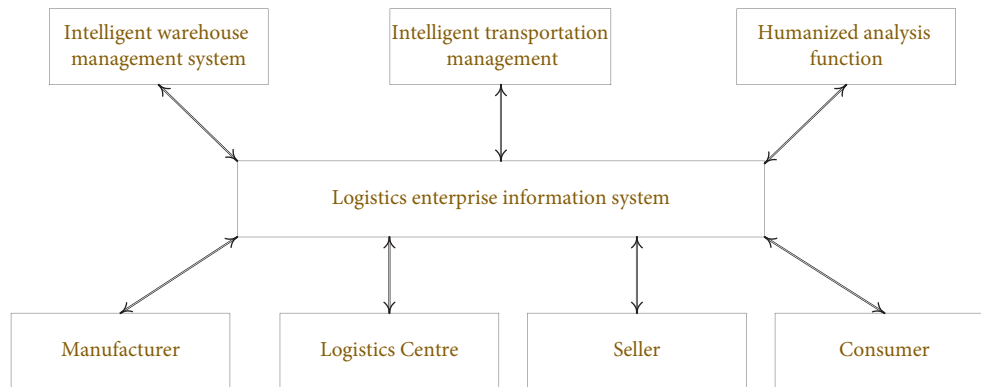 Intelligent warehouse
management system
Intelligent transportation
management
Humanized analysis
function
Logistics enterprise information system
Manufacturer
Logistics Centre
Seller
Consumer